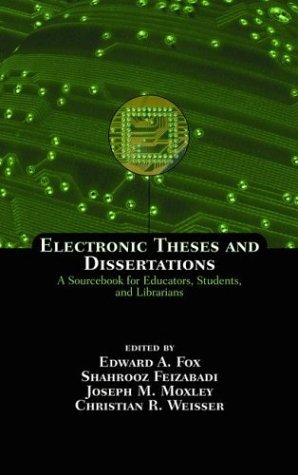 ELECTRONIC THESES AND
DISSERTATIONS
A Sourcebook for Educators, Students,
and Librarians
EDITED BY
EDWARD A. FOX
SHAHROOZ FEIZABADI
JOSEPH M. MOXLEY
CHRISTIAN R. WEISSER